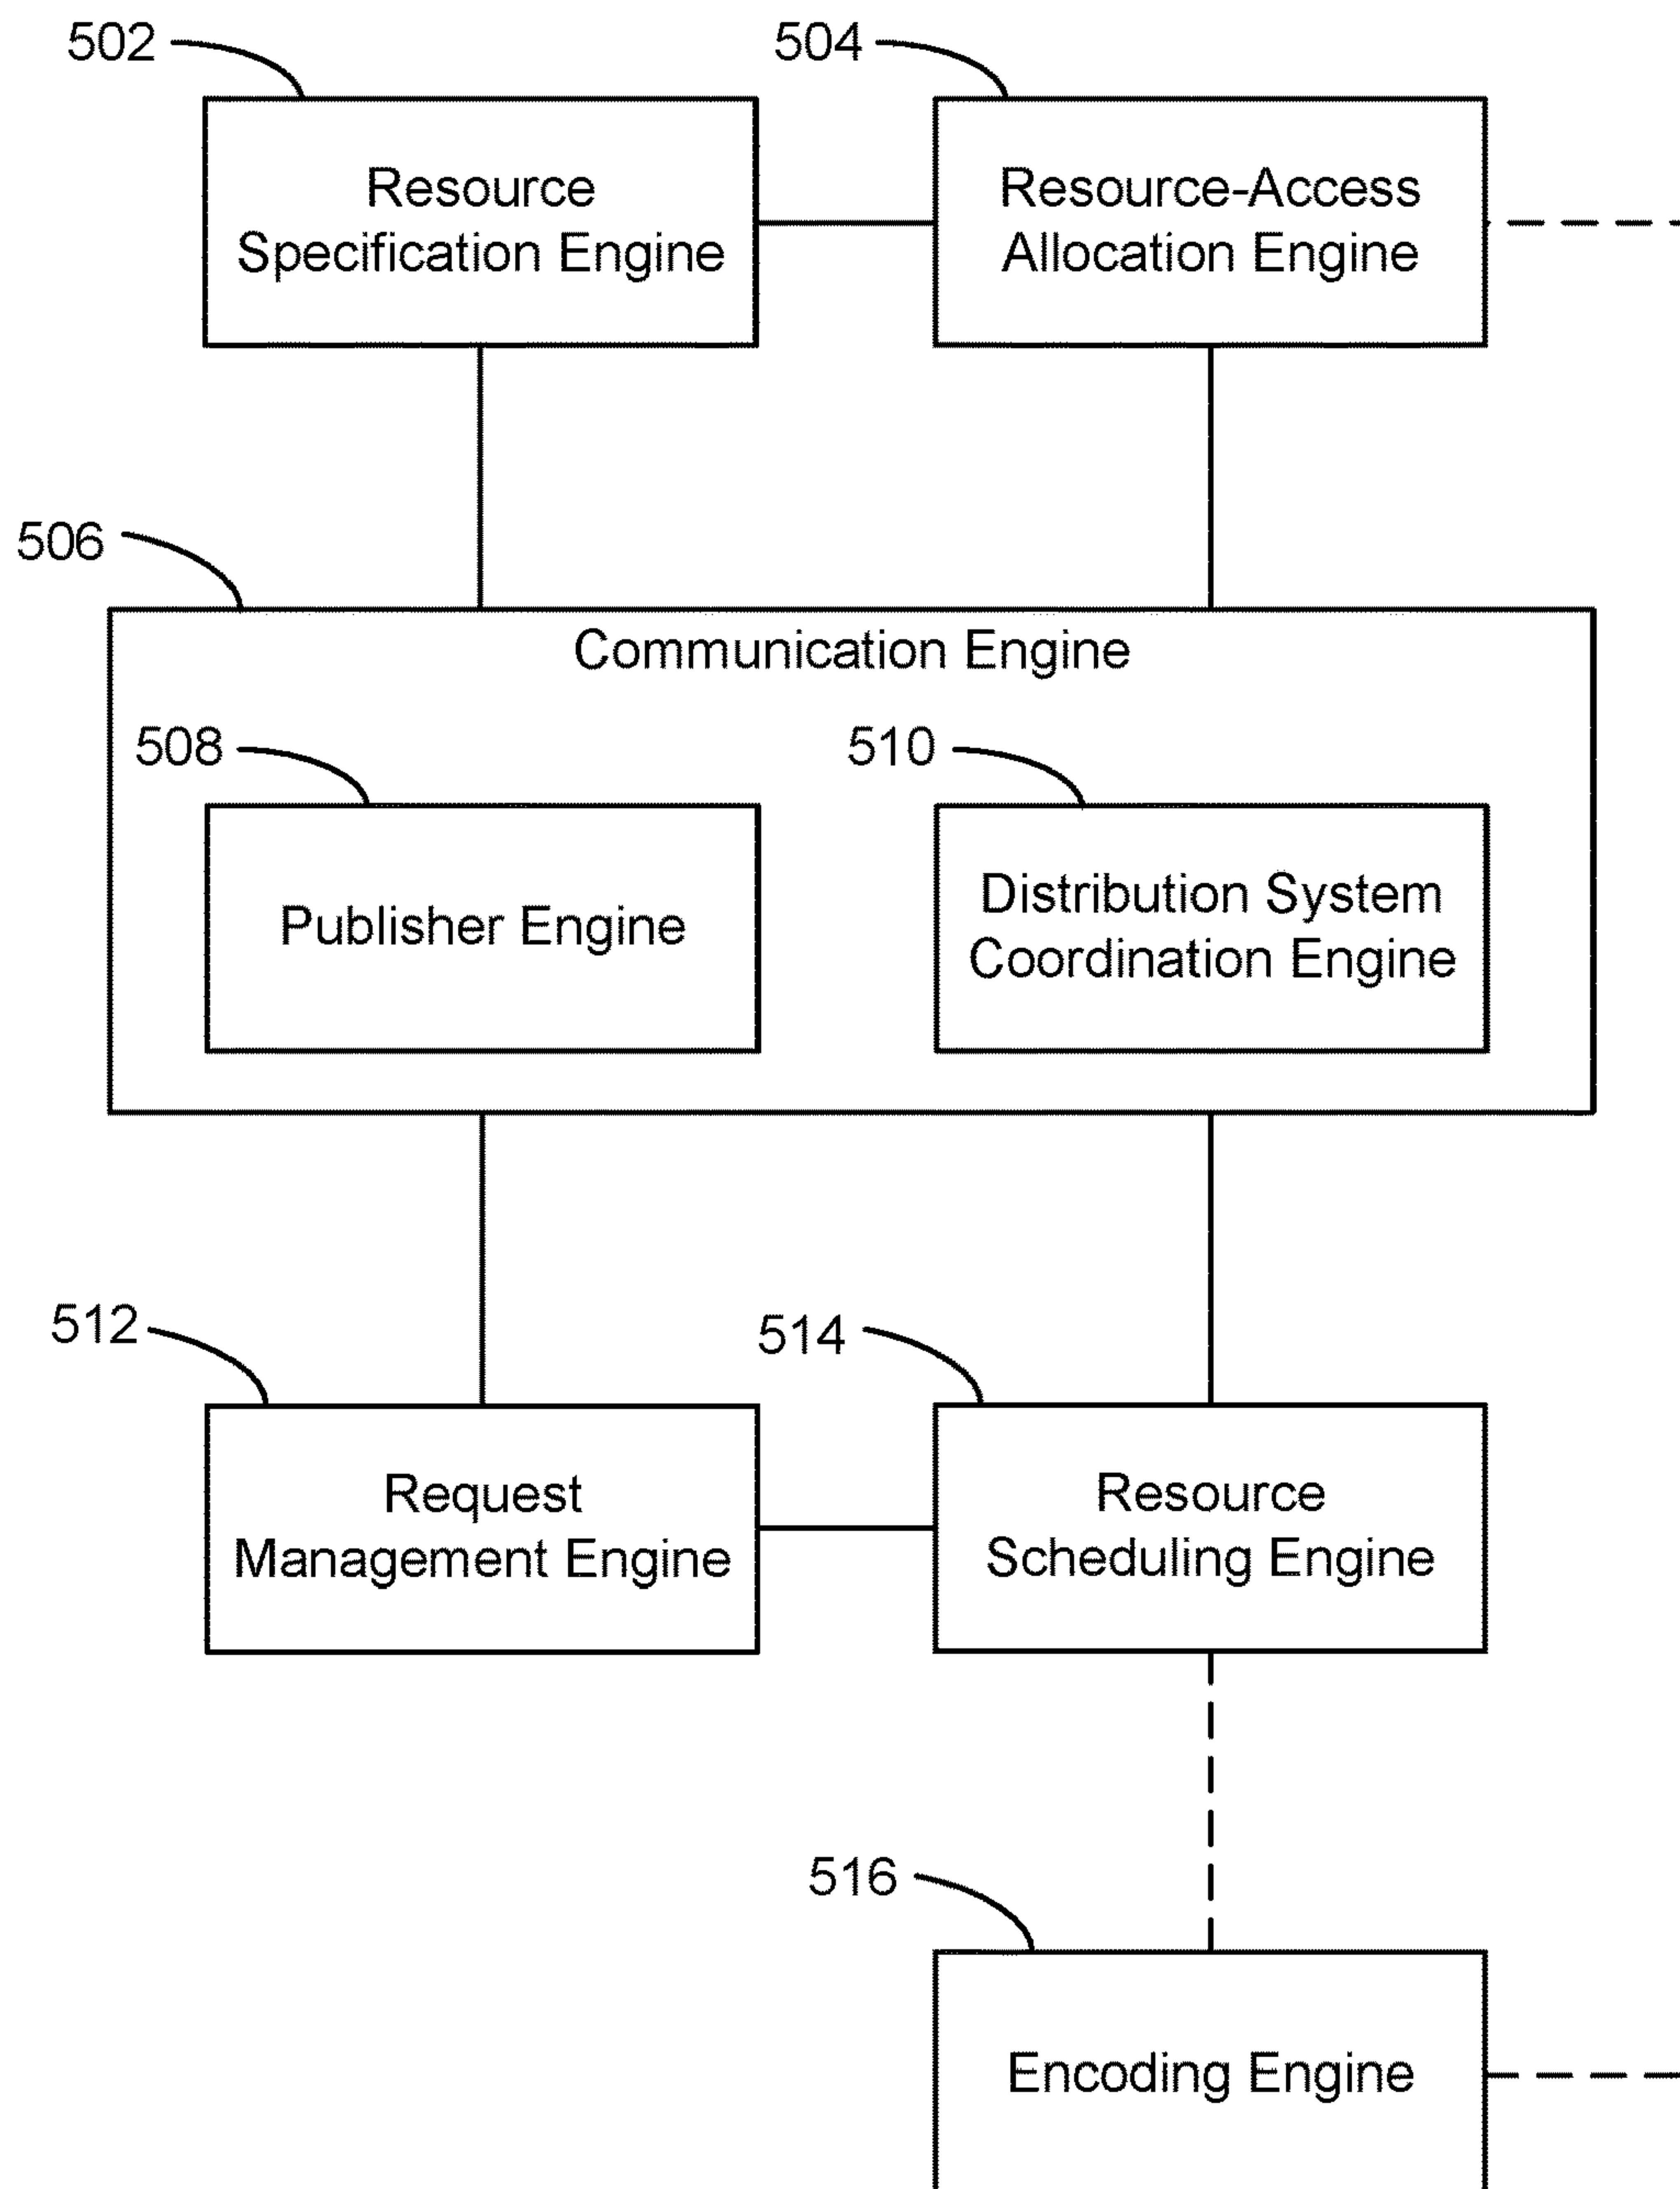 502
504
Resource
Specification Engine
Resource-Access
Allocation Engine
506
Communication Engine
508
510
Publisher Engine
Distribution System
Coordination Engine
512
514
Request
Management Engine
Resource
Scheduling Engine
516
Encoding Engine